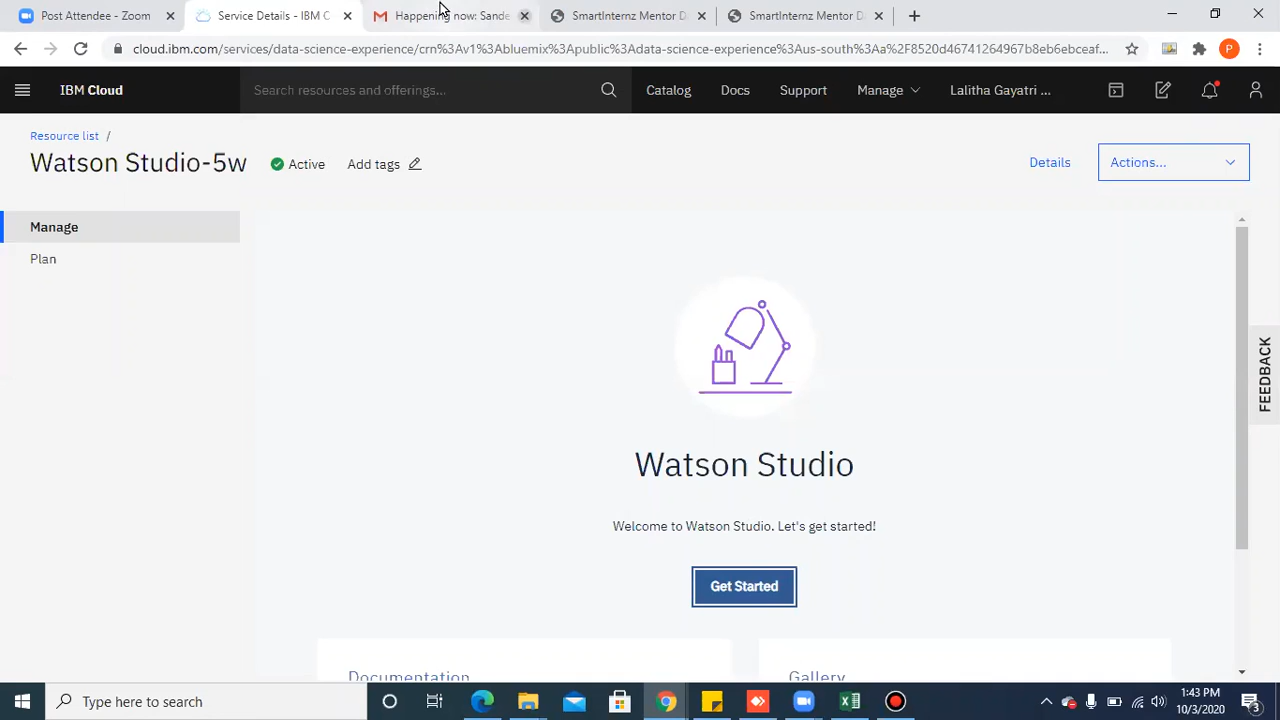 Post Attendee - Zoom
Service Details - IBM C
Happening now: Sande
SmartInternz Mentor D
SmartInternz Mentor D
cloud.ibm.com/services/data-science-experience/crn%3Av1%3Abluemix%3Apublic%3Adata-science-experience%3Aus-south%3Aa%2F8520d46741264967b8eb6ebceaf...
P
IBM Cloud
Search resources and offerings...
Catalog
Docs
Support
Manage
Lalitha Gayatri ...
Resource list /
Watson Studio-5w
Active
Add tags
Details
Actions...
Manage
Plan
Watson Studio
Welcome to Watson Studio. Let's get started!
Get Started
FEEDBACK
Documentation
Gallery
Type here to search
1:43 PM
10/3/2020
3